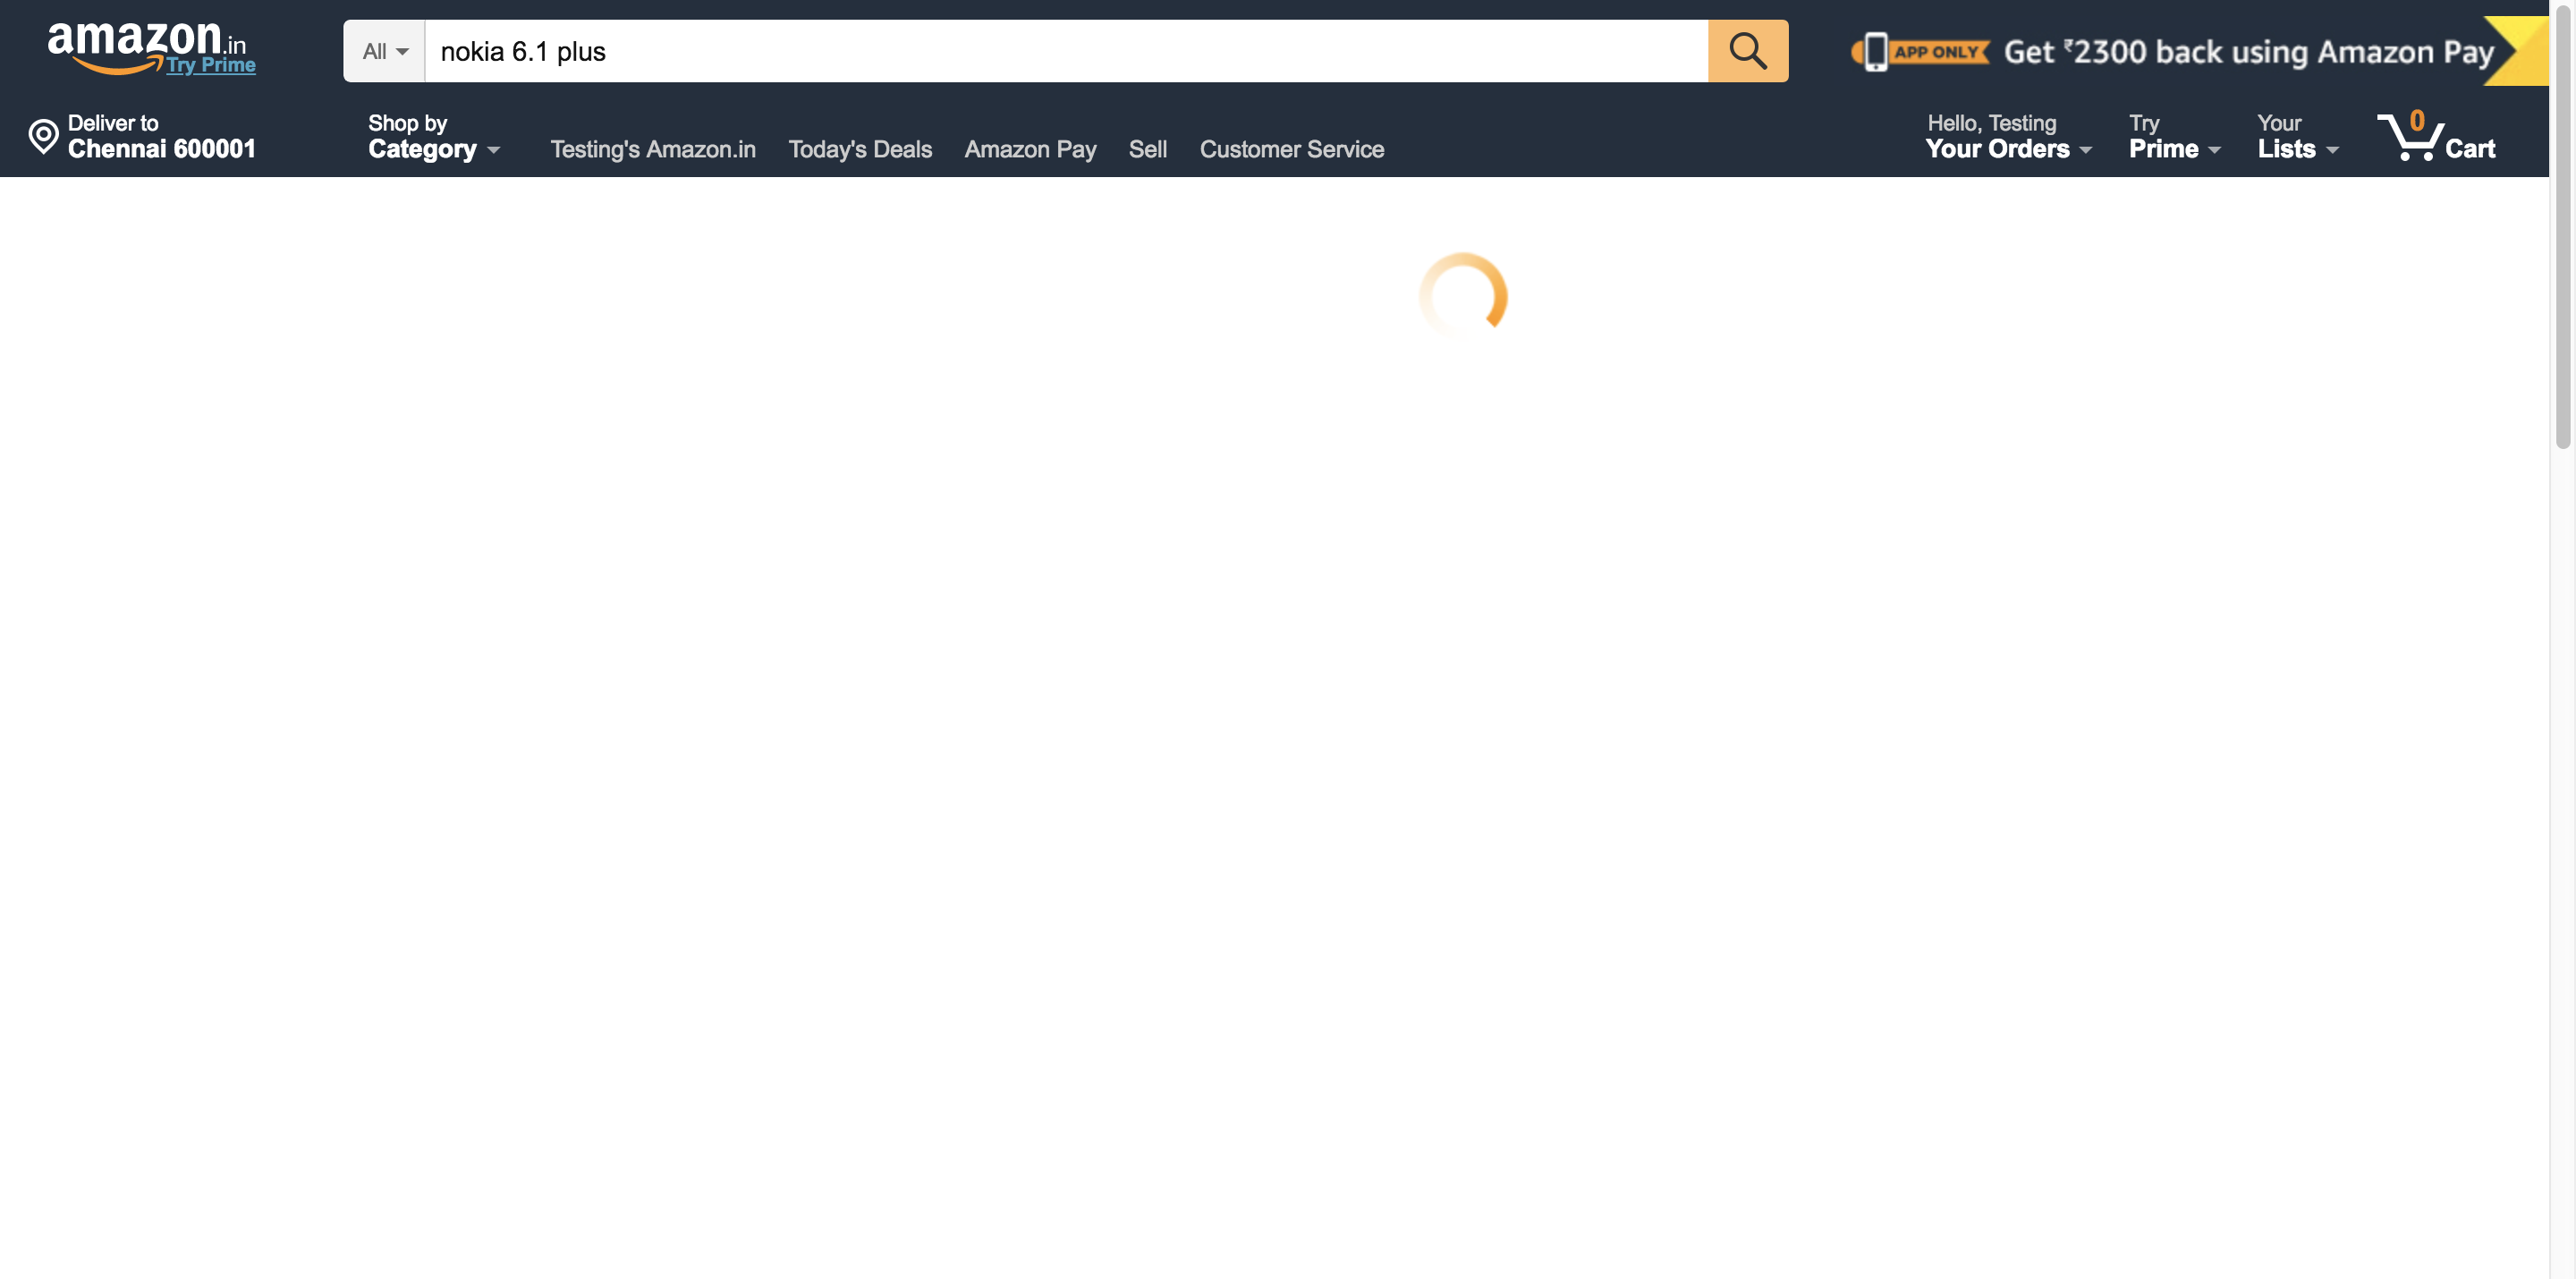 amazon.in
Try Prime
All
nokia 6.1 plus
APP ONLY Get ₹2300 back using Amazon Pay
Deliver to
Chennai 600001
Shop by
Category
Testing's Amazon.in
Today's Deals
Amazon Pay
Sell
Customer Service
Hello, Testing
Your Orders
Try
Prime
Your
Lists
0
Cart